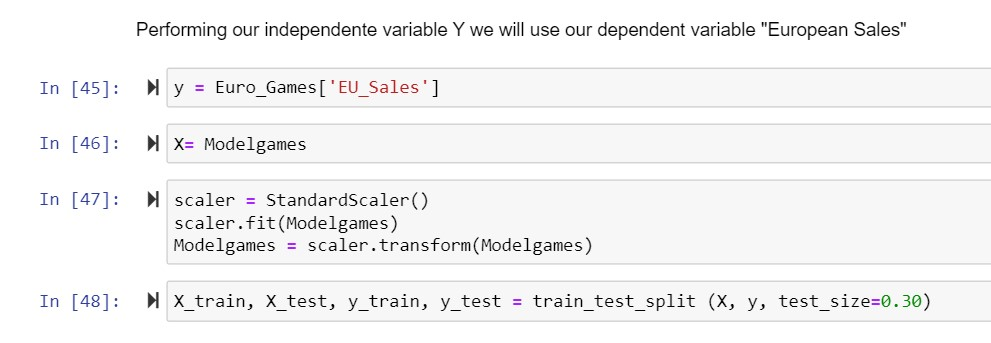 Performing our independente variable Y we will use our dependent variable "European Sales"
In [45]: y = Euro_Games['EU_Sales']
In [46]: X= Modelgames
In [47]: scaler = StandardScaler()
scaler.fit(Modelgames)
Modelgames = scaler.transform(Modelgames)
In [48]: X_train, X_test, y_train, y_test = train_test_split (X, y, test_size=0.30)